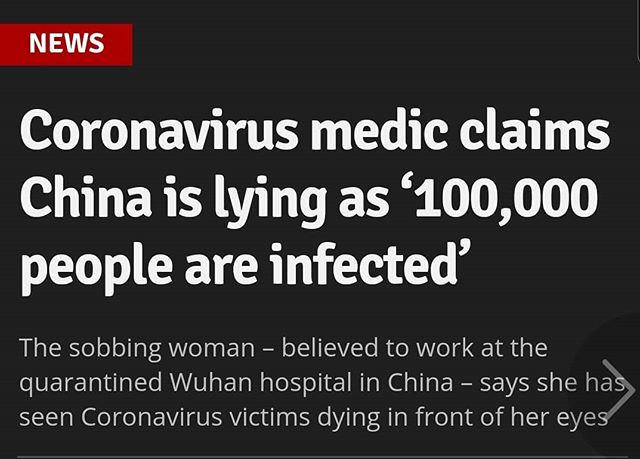 NEWS
Coronavirus medic claims
China is lying as ‘100,000
people are infected’
The sobbing woman – believed to work at the
quarantined Wuhan hospital in China – says she has
seen Coronavirus victims dying in front of her eyes